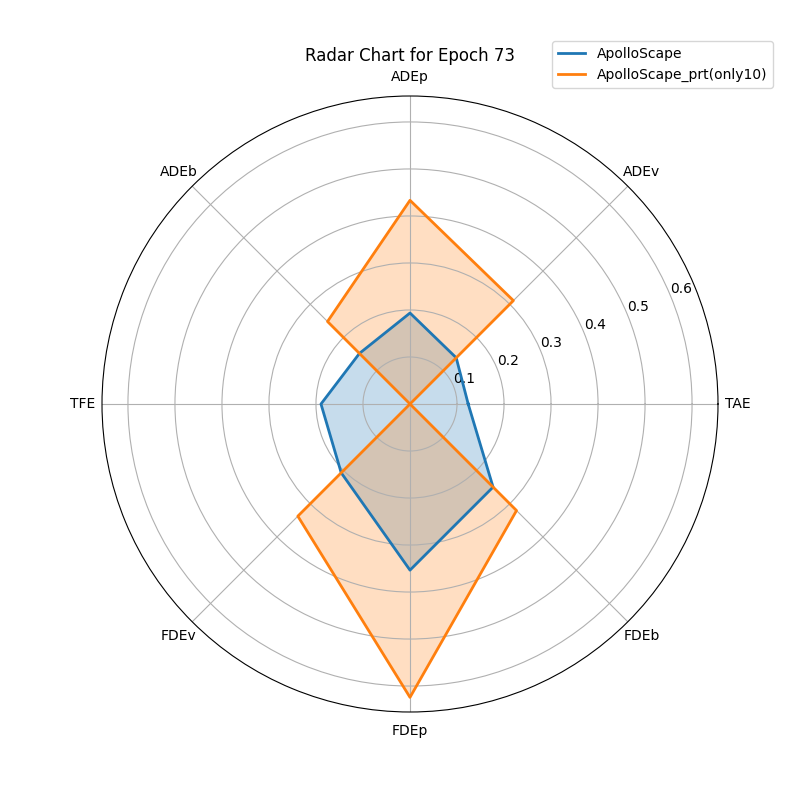 Radar Chart for Epoch 73
ApolloScape
ApolloScape_prt(only10)
ADEp
ADEb
ADEv
0.6
0.5
0.4
0.3
0.2
0.1
TFE
TAE
FDEv
FDEb
FDEp